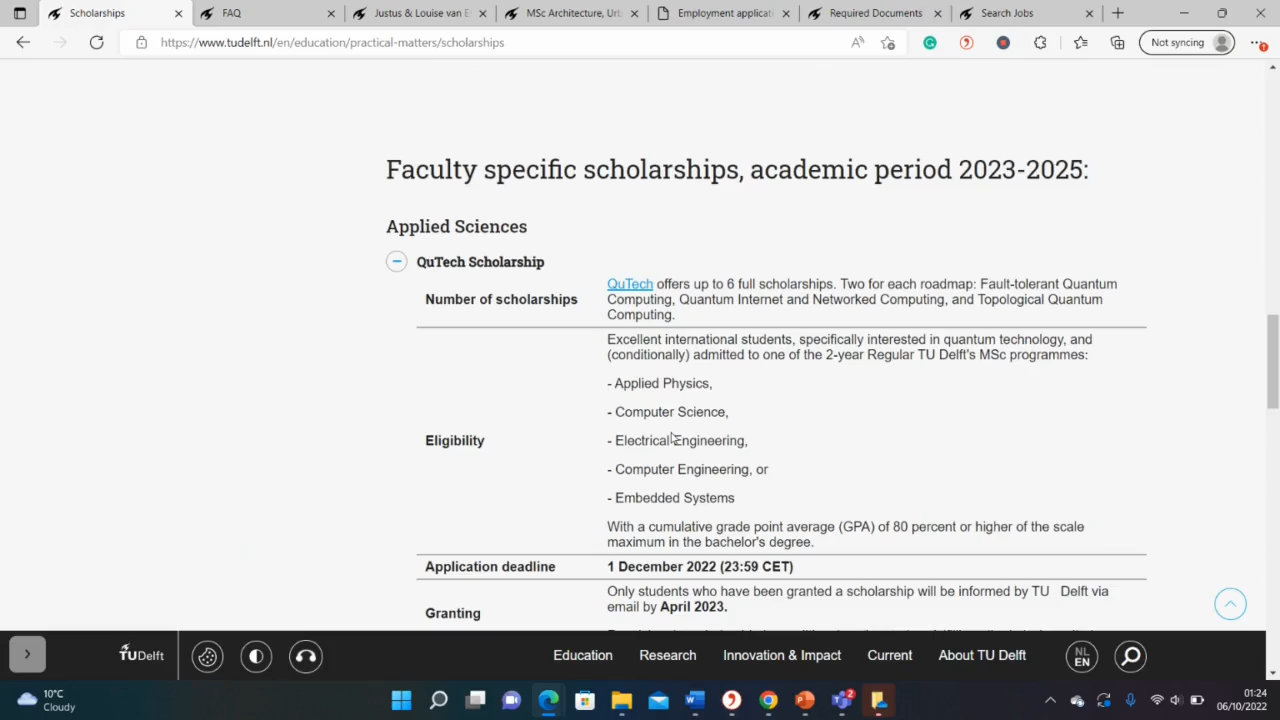 Scholarships
FAQ
Justus & Louise van Ef
MSc Architecture, Urb
Employment applicati
Required Documents
Search Jobs
https://www.tudelft.nl/en/education/practical-matters/scholarships
Not syncing
Faculty specific scholarships, academic period 2023-2025:
Applied Sciences
QuTech Scholarship
Number of scholarships
QuTech offers up to 6 full scholarships. Two for each roadmap: Fault-tolerant Quantum
Computing, Quantum Internet and Networked Computing, and Topological Quantum
Computing.
Eligibility
Excellent international students, specifically interested in quantum technology, and
(conditionally) admitted to one of the 2-year Regular TU Delft's MSc programmes:
- Applied Physics,
- Computer Science,
- Electrical Engineering,
- Computer Engineering, or
- Embedded Systems
With a cumulative grade point average (GPA) of 80 percent or higher of the scale
maximum in the bachelor's degree.
Application deadline
1 December 2022 (23:59 CET)
Granting
Only students who have been granted a scholarship will be informed by TU Delft via
email by April 2023.
TUDelft
Education
Research
Innovation & Impact
Current
About TU Delft
NL
EN
10°C
Cloudy
2
01:24
06/10/2022